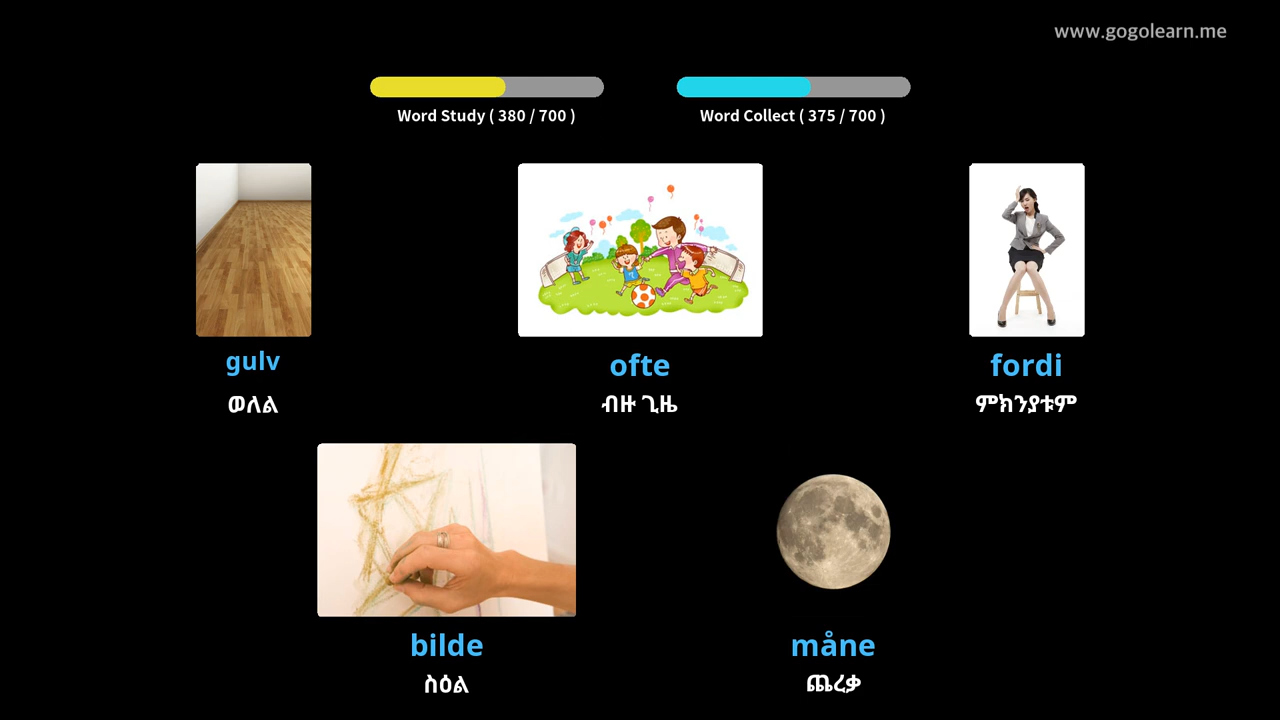 www.gogolearn.me
Word Study ( 380 / 700 )
Word Collect ( 375 / 700 )
gulv
ወለል
ofte
ብዙ ጊዜ
fordi
ምክንያቱም
bilde
ስዕል
måne
ጨረቃ